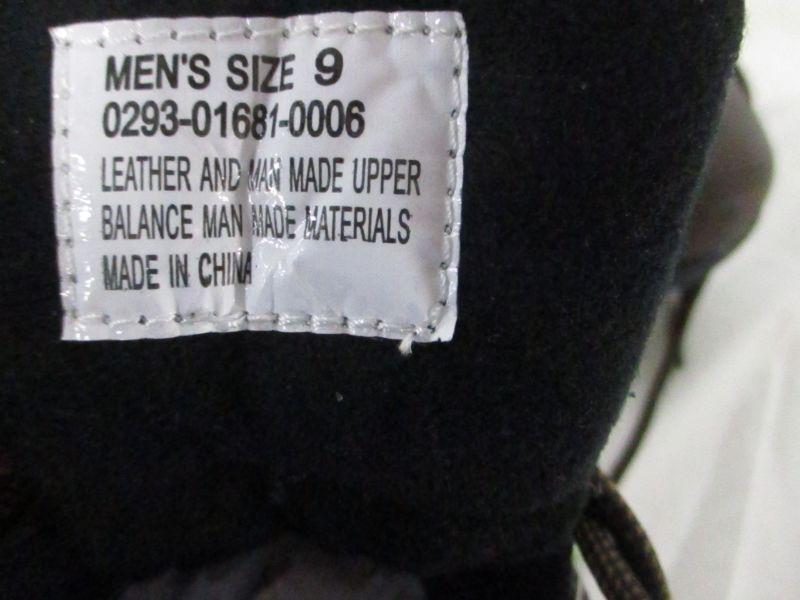 MEN'S SIZE 9
0293-01681-0006
LEATHER AND MAN MADE UPPER
BALANCE MAN MADE MATERIALS
MADE IN CHINA